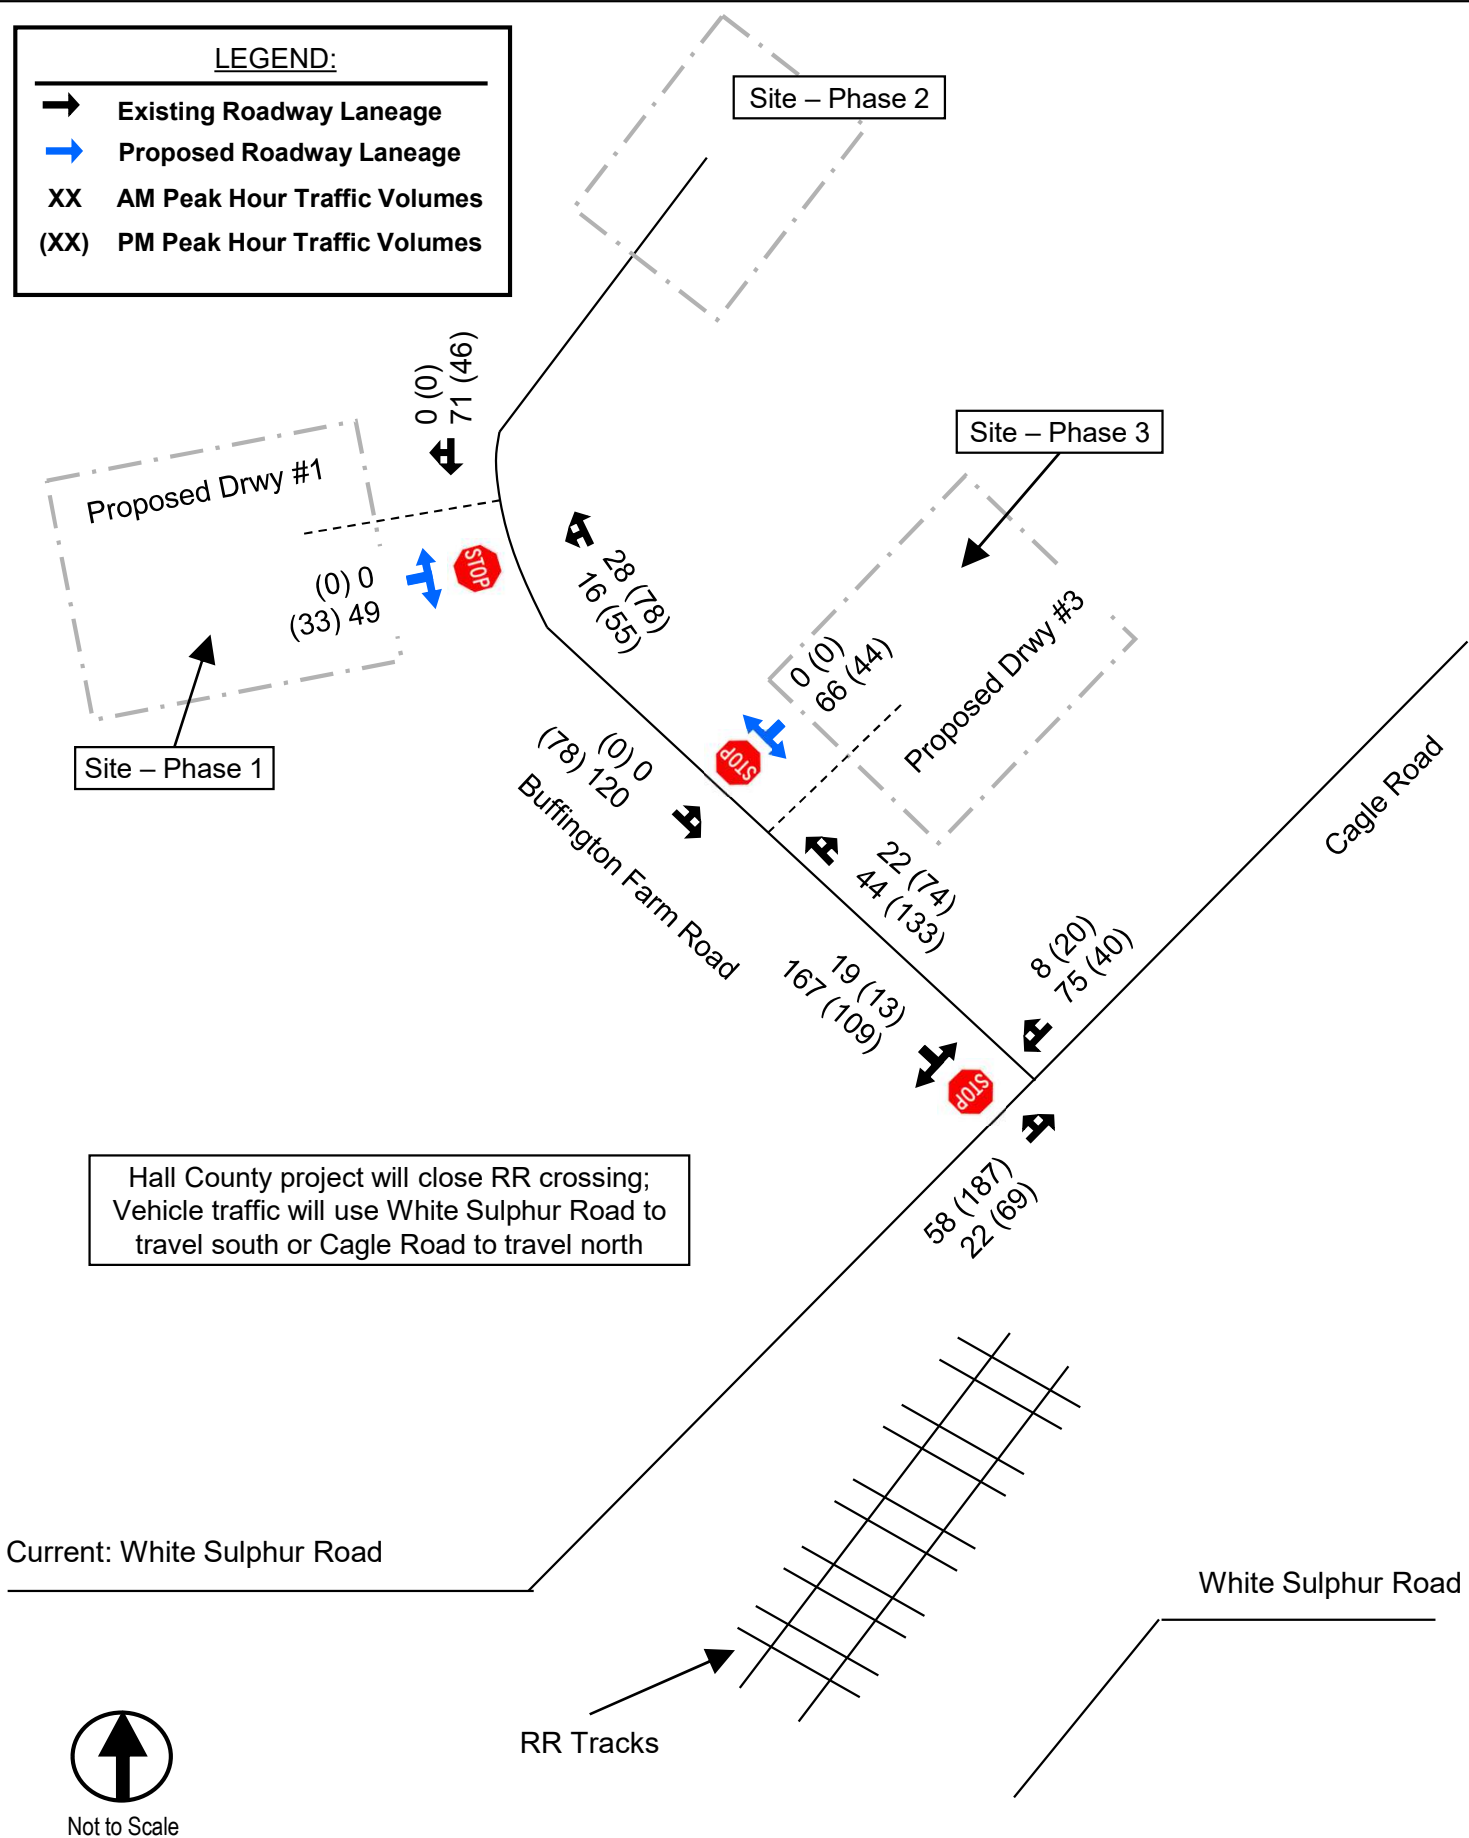 LEGEND:
Existing Roadway Laneage
Proposed Roadway Laneage
XX AM Peak Hour Traffic Volumes
(XX) PM Peak Hour Traffic Volumes
Site – Phase 2
0 (0)
71 (46)
Site – Phase 3
Proposed Drwy #1
STOP
(0) 0
(33) 49
28 (78)
16 (55)
Site – Phase 1
0 (0)
66 (44)
Proposed Drwy #3
STOP
(0) 0
(78) 120
Buffington Farm Road
Cagle Road
22 (74)
44 (133)
19 (13)
167 (109)
8 (20)
75 (40)
STOP
58 (187)
22 (69)
Hall County project will close RR crossing;
Vehicle traffic will use White Sulphur Road to
travel south or Cagle Road to travel north
Current: White Sulphur Road
White Sulphur Road
RR Tracks
Not to Scale